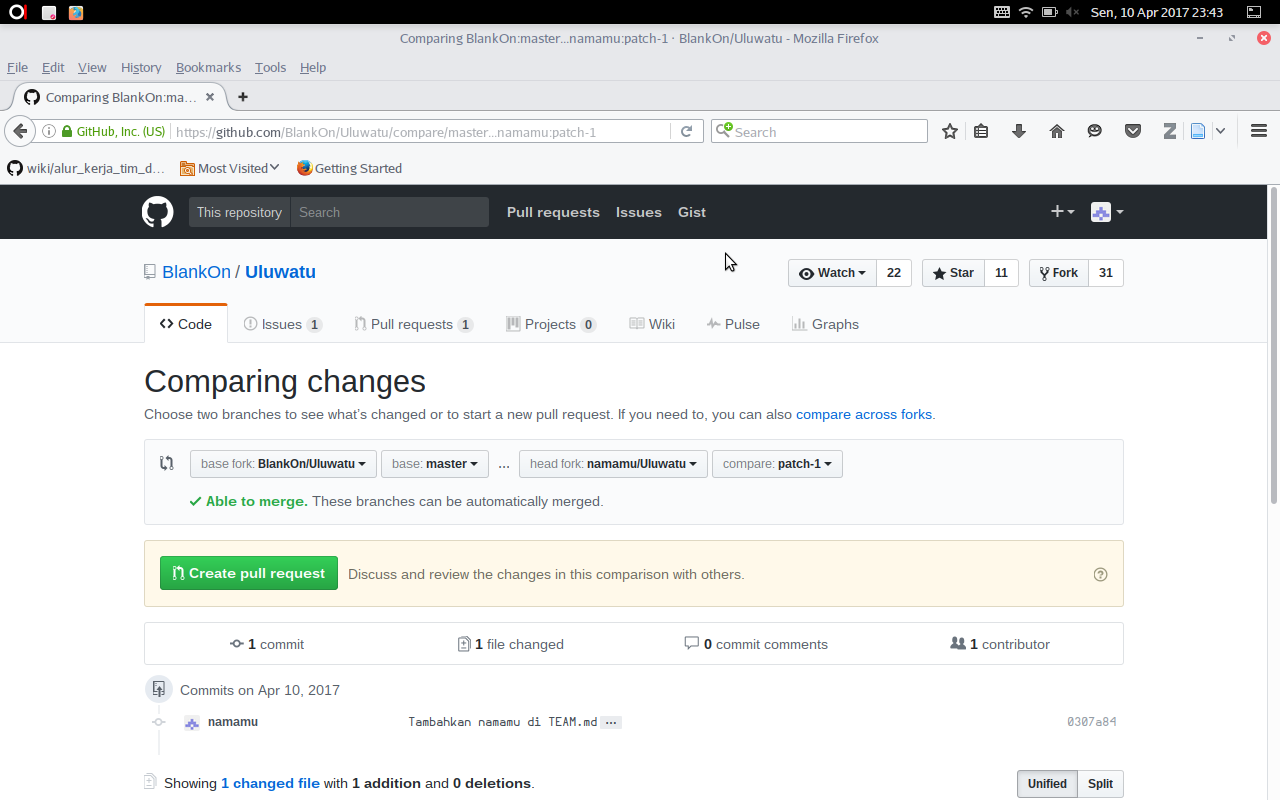 Sen, 10 Apr 2017 23:43
Comparing BlankOn:master...namamu:patch-1 · BlankOn/Uluwatu - Mozilla Firefox
File Edit View History Bookmarks Tools Help
Comparing BlankOn:ma...
GitHub, Inc. (US) https://github.com/BlankOn/Uluwatu/compare/master...namamu:patch-1 Search
wiki/alur_kerja_tim_d... Most Visited Getting Started
This repository Search Pull requests Issues Gist
BlankOn / Uluwatu Watch 22 Star 11 Fork 31
Code Issues 1 Pull requests 1 Projects 0 Wiki Pulse Graphs
Comparing changes
Choose two branches to see what's changed or to start a new pull request. If you need to, you can also compare across forks.
base fork: BlankOn/Uluwatu base: master ... head fork: namamu/Uluwatu compare: patch-1
Able to merge. These branches can be automatically merged.
Create pull request Discuss and review the changes in this comparison with others.
1 commit 1 file changed 0 commit comments 1 contributor
Commits on Apr 10, 2017
namamu Tambahkan namamu di TEAM.md ... 0307a84
Showing 1 changed file with 1 addition and 0 deletions. Unified Split